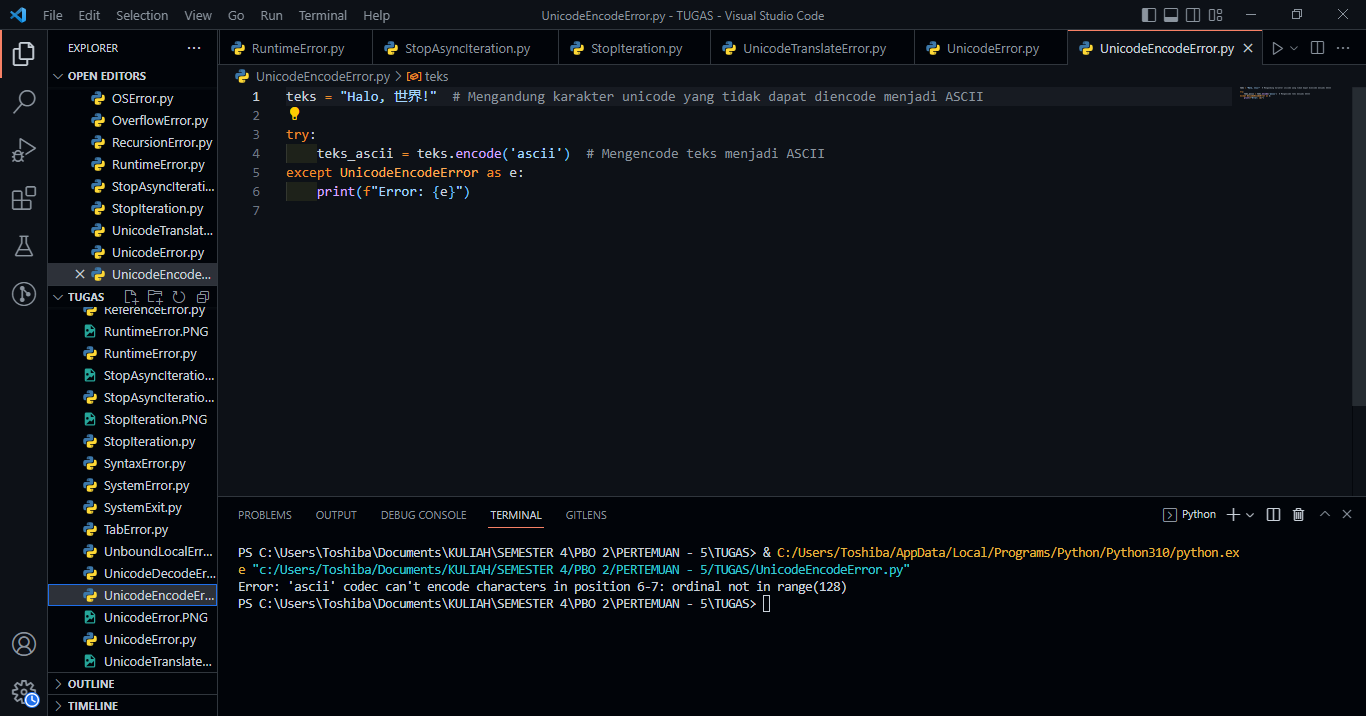 File Edit Selection View Go Run Terminal Help
UnicodeEncodeError.py - TUGAS - Visual Studio Code
EXPLORER
OPEN EDITORS
OSError.py
OverflowError.py
RecursionError.py
RuntimeError.py
StopAsyncIterati...
StopIteration.py
UnicodeTranslat...
UnicodeError.py
UnicodeEncode...
TUGAS
ReferenceError.py
RuntimeError.PNG
RuntimeError.py
StopAsyncIteratio...
StopAsyncIteratio...
StopIteration.PNG
StopIteration.py
SyntaxError.py
SystemError.py
SystemExit.py
TabError.py
UnboundLocalErr...
UnicodeDecodeEr...
UnicodeEncodeEr...
UnicodeError.PNG
UnicodeError.py
UnicodeTranslate...
OUTLINE
TIMELINE
RuntimeError.py StopAsyncIteration.py StopIteration.py UnicodeTranslateError.py UnicodeError.py UnicodeEncodeError.py
UnicodeEncodeError.py > teks
1 teks = "Halo, 世界!"  # Mengandung karakter unicode yang tidak dapat diencode menjadi ASCII
2
3 try:
4     teks_ascii = teks.encode('ascii')  # Mengencode teks menjadi ASCII
5 except UnicodeEncodeError as e:
6     print(f"Error: {e}")
7
PROBLEMS OUTPUT DEBUG CONSOLE TERMINAL GITLENS
Python
PS C:\Users\Toshiba\Documents\KULIAH\SEMESTER 4\PBO 2\PERTEMUAN - 5\TUGAS> & C:/Users/Toshiba/AppData/Local/Programs/Python/Python310/python.ex
e "c:/Users/Toshiba/Documents/KULIAH/SEMESTER 4/PBO 2/PERTEMUAN - 5/TUGAS/UnicodeEncodeError.py"
Error: 'ascii' codec can't encode characters in position 6-7: ordinal not in range(128)
PS C:\Users\Toshiba\Documents\KULIAH\SEMESTER 4\PBO 2\PERTEMUAN - 5\TUGAS>